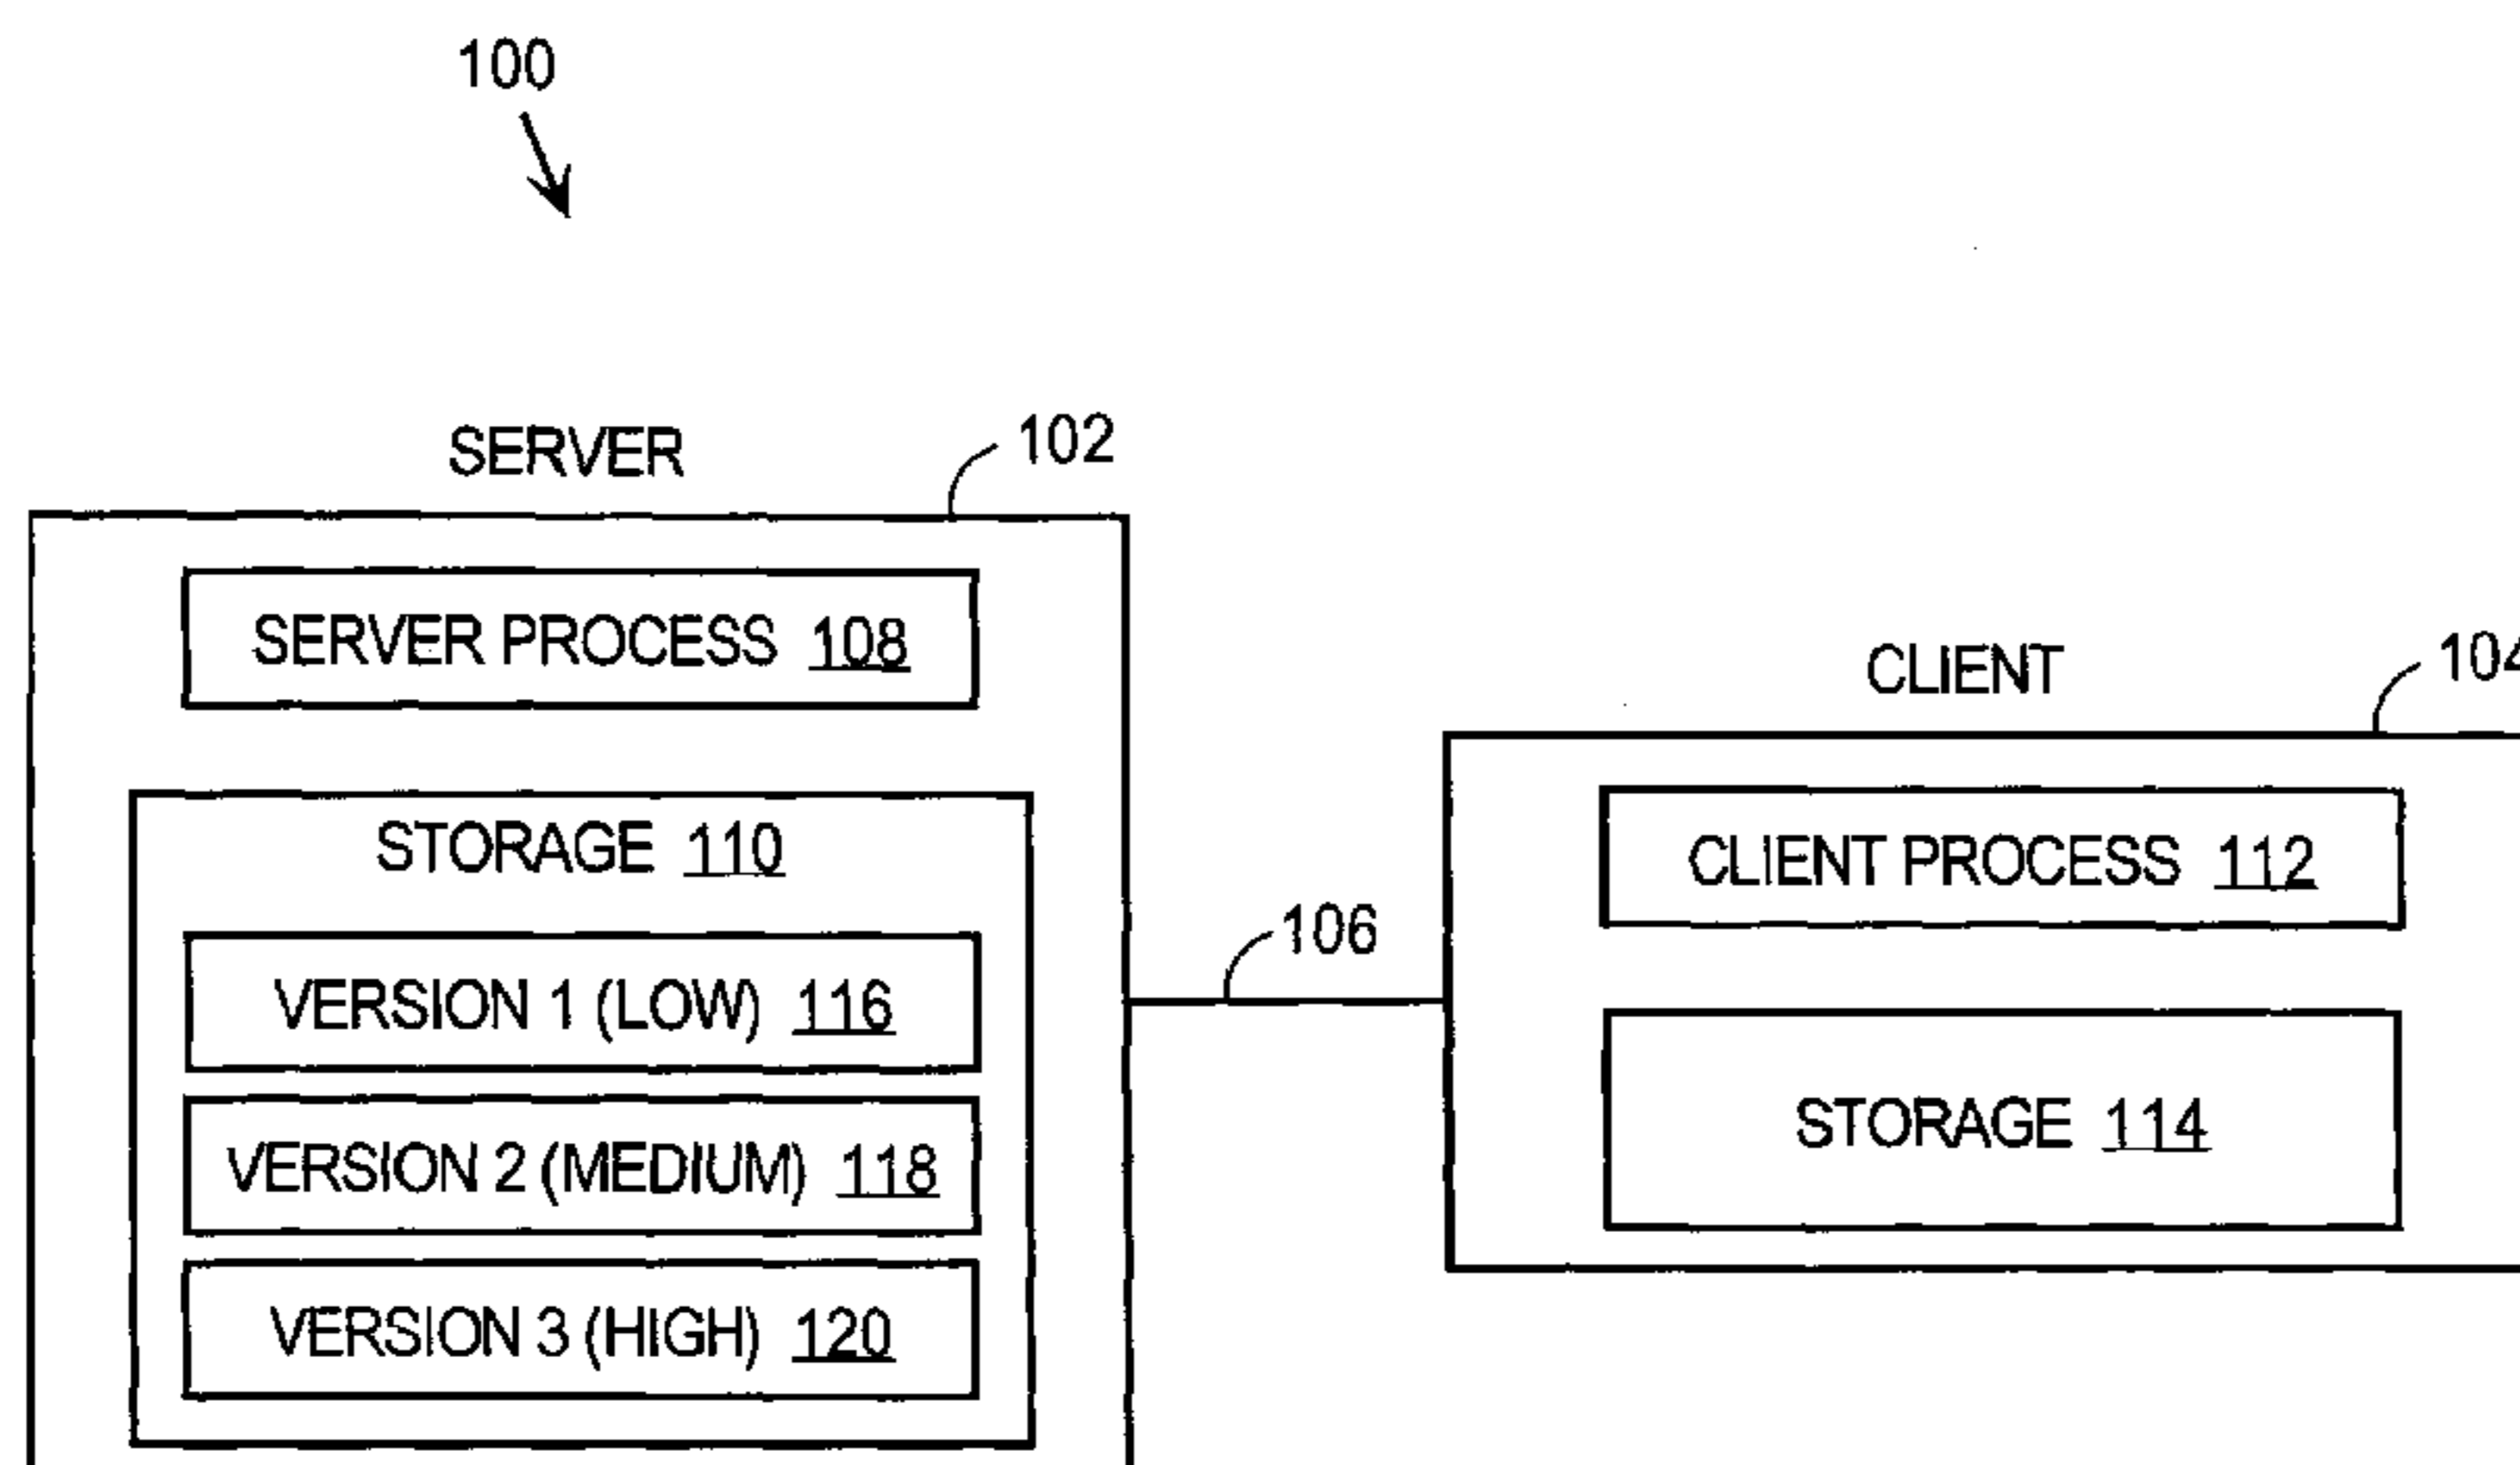 100
SERVER
102
SERVER PROCESS 108
STORAGE 110
VERSION 1 (LOW) 116
VERSION 2 (MEDIUM) 118
VERSION 3 (HIGH) 120
106
CLIENT
104
CLIENT PROCESS 112
STORAGE 114